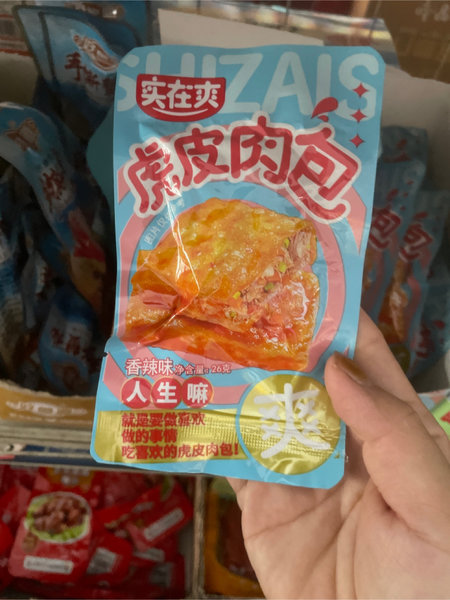 SHIZAIS
实在爽
虎皮肉包
香辣味 净含量:26克
人生嘛
就是要做喜欢
做的事情
吃喜欢的虎皮肉包!
爽